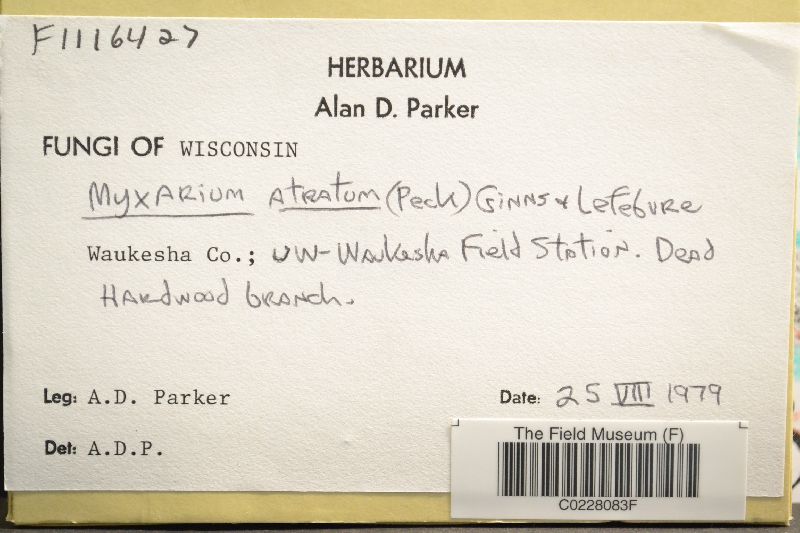 F1116427
HERBARIUM
Alan D. Parker
FUNGI OF WISCONSIN
Myxarium atratum (Peck) Ginns & Lefebvre
Waukesha Co.; UW-Waukesha Field Station. Dead
Hardwood branch.
Leg: A.D. Parker
Date: 25 VIII 1979
Det: A.D.P.
The Field Museum (F)
C0228083F